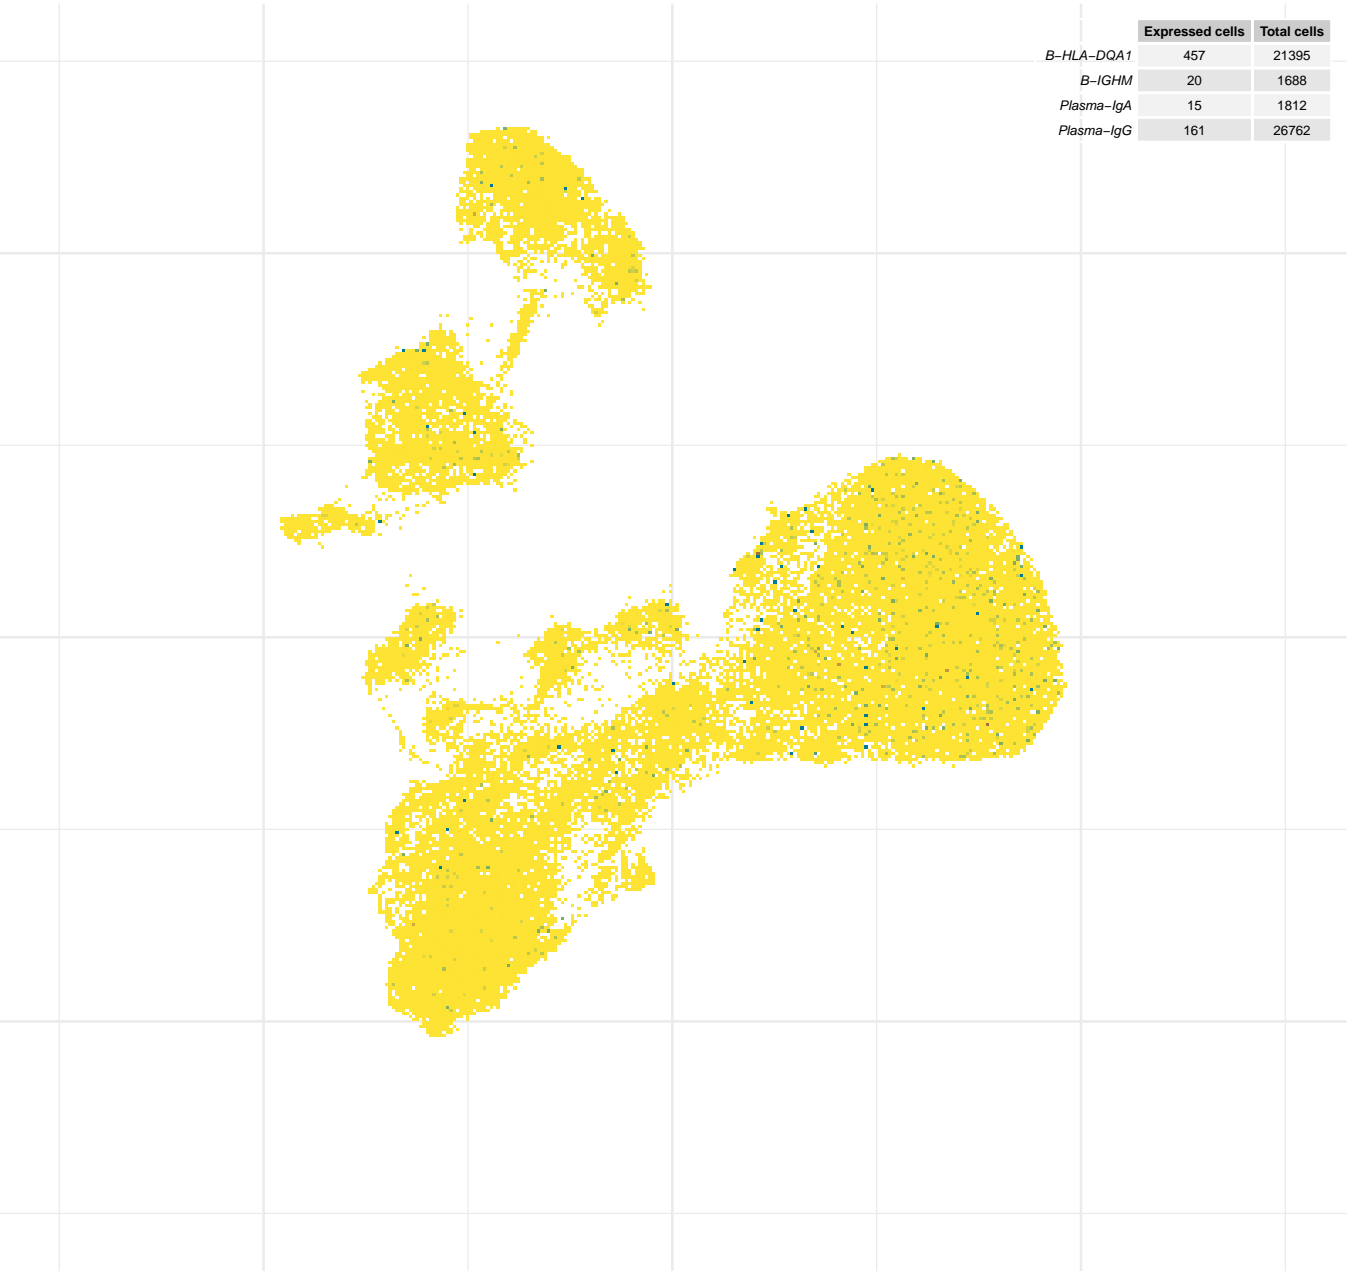 Expressed cells Total cells
B−HLA−DQA1 457 21395
B−IGHM 20 1688
Plasma−IgA 15 1812
Plasma−IgG 161 26762